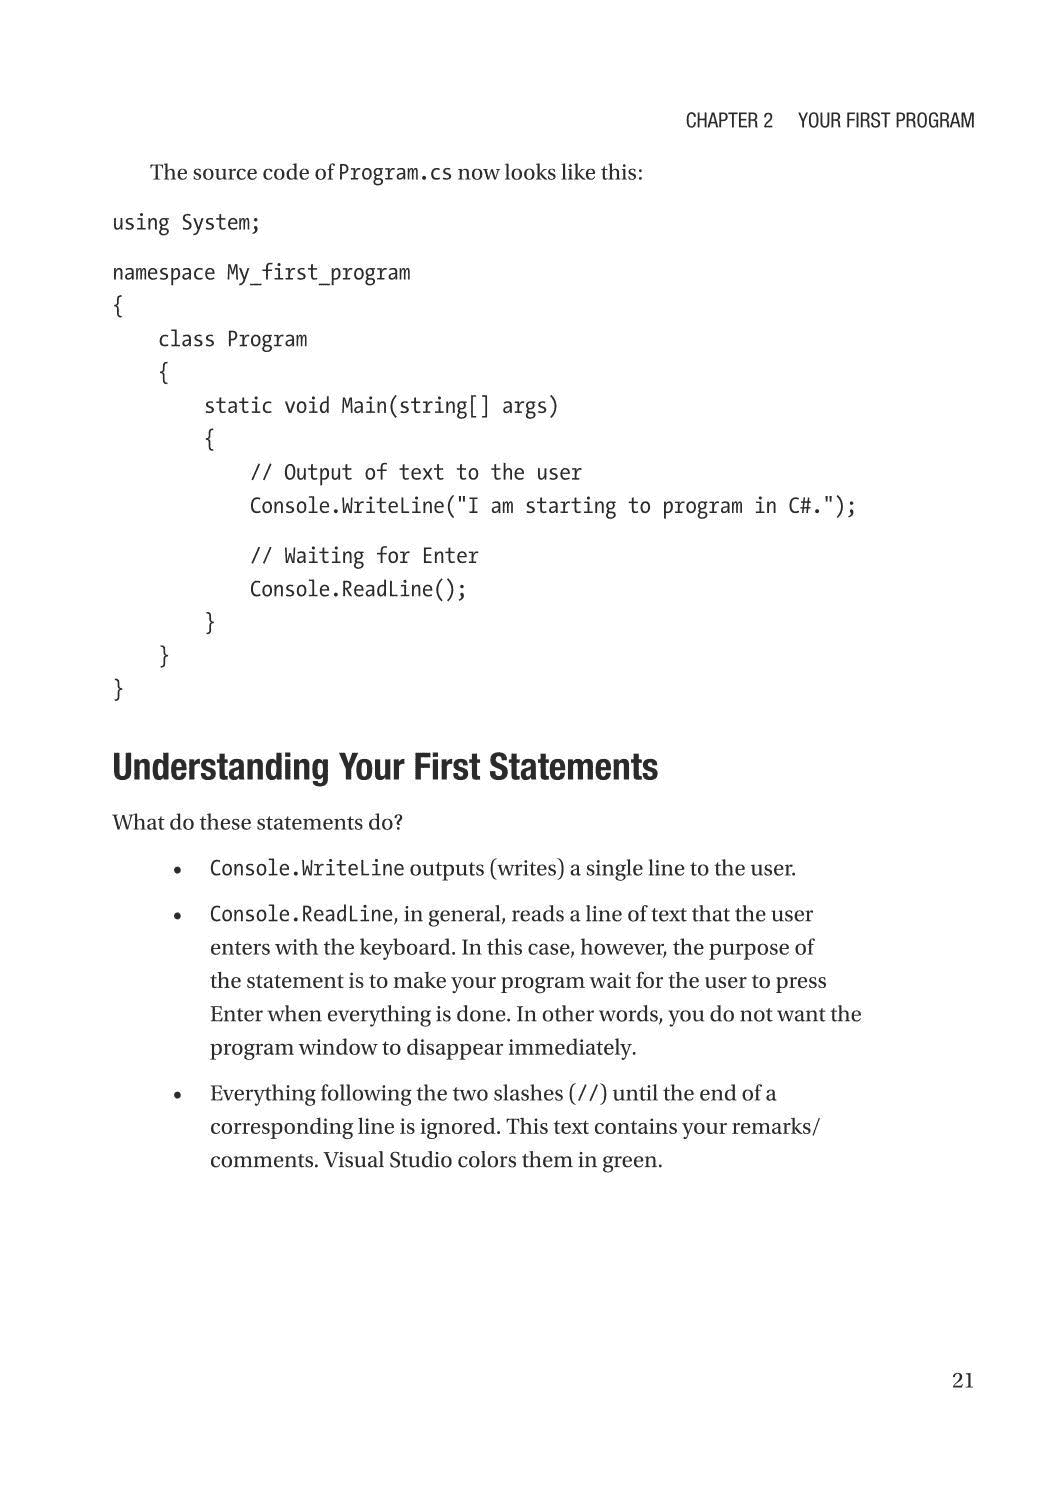 CHAPTER 2 YOUR FIRST PROGRAM
The source code of Program.cs now looks like this:
using System;
namespace My_first_program
{
    class Program
    {
        static void Main(string[] args)
        {
            // Output of text to the user
            Console.WriteLine("I am starting to program in C#.");
            // Waiting for Enter
            Console.ReadLine();
        }
    }
}
Understanding Your First Statements
What do these statements do?
• Console.WriteLine outputs (writes) a single line to the user.
• Console.ReadLine, in general, reads a line of text that the user
enters with the keyboard. In this case, however, the purpose of
the statement is to make your program wait for the user to press
Enter when everything is done. In other words, you do not want the
program window to disappear immediately.
• Everything following the two slashes (//) until the end of a
corresponding line is ignored. This text contains your remarks/
comments. Visual Studio colors them in green.
21